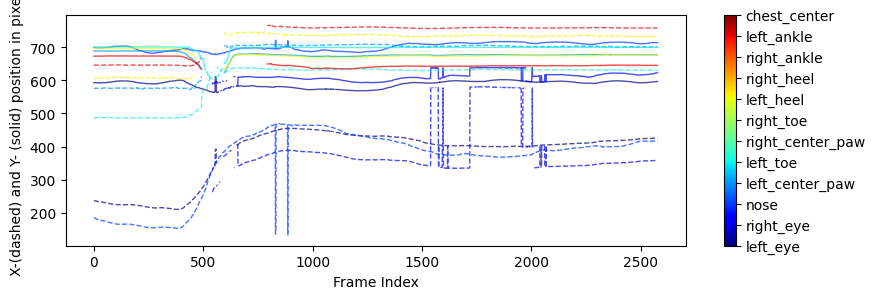 X-(dashed) and Y- (solid) position in pixe
700
600
500
400
300
200
0
500
1000
1500
2000
2500
Frame Index
chest_center
left_ankle
right_ankle
right_heel
left_heel
right_toe
right_center_paw
left_toe
left_center_paw
nose
right_eye
left_eye